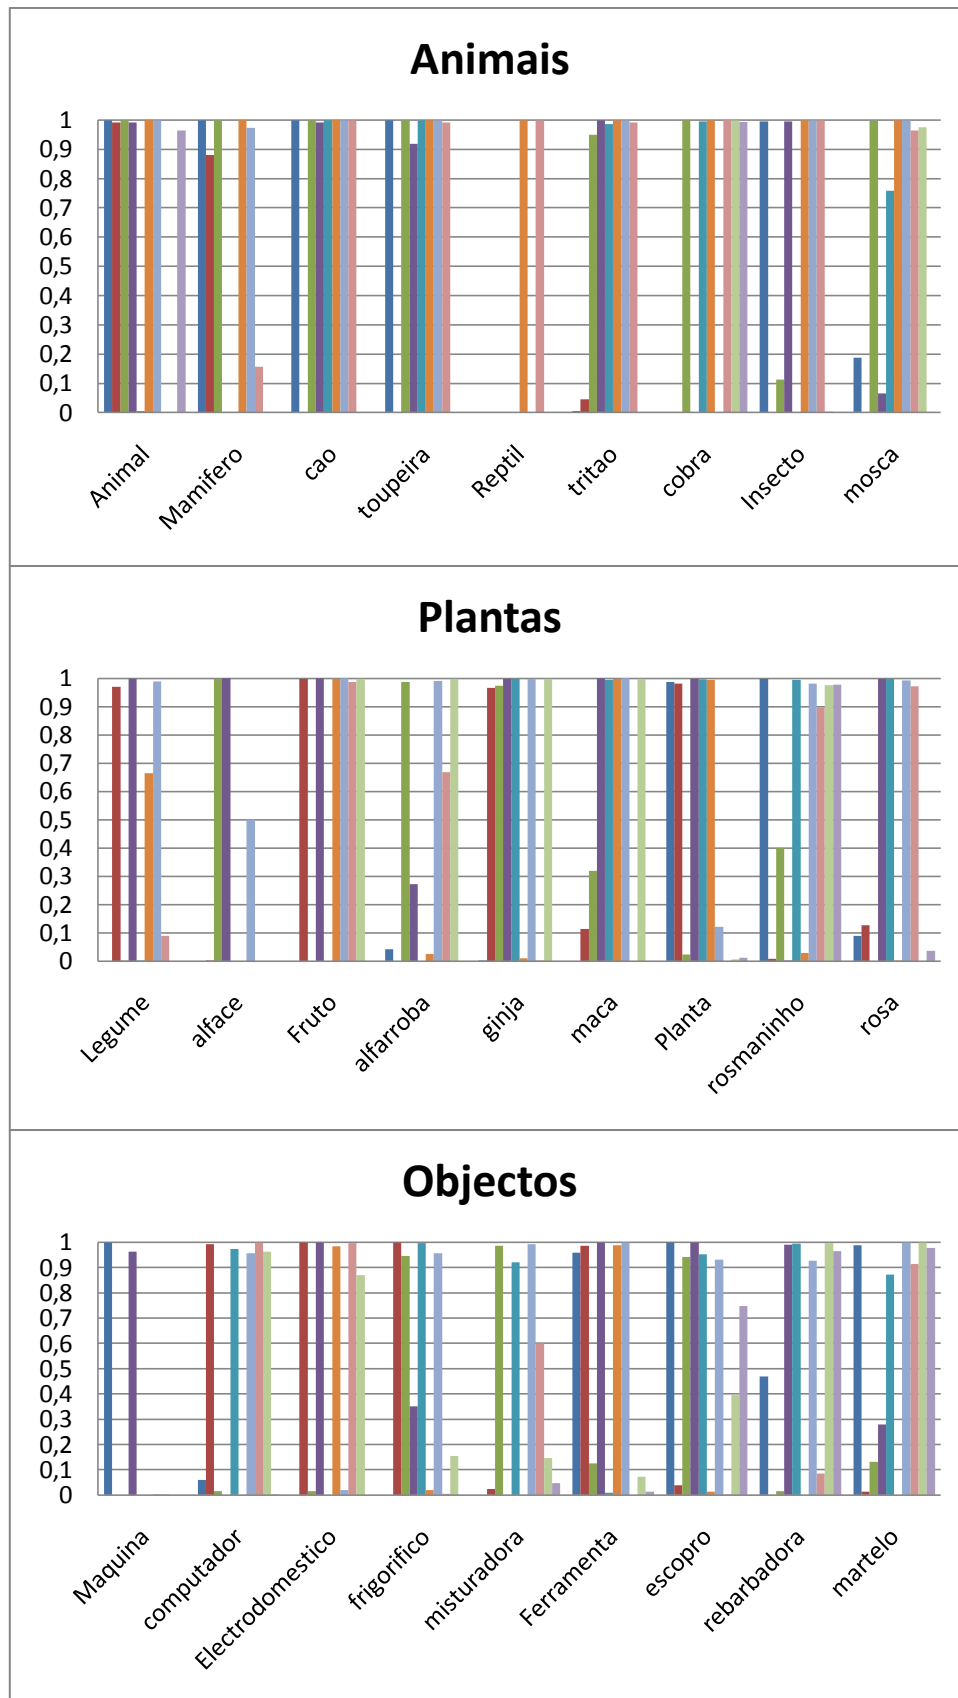 Animais
1
0,9
0,8
0,7
0,6
0,5
0,4
0,3
0,2
0,1
0
Animal
Mamifero
cao
toupeira
Reptil
tritao
cobra
Insecto
mosca
Plantas
1
0,9
0,8
0,7
0,6
0,5
0,4
0,3
0,2
0,1
0
Legume
alface
Fruto
alfarroba
ginja
maca
Planta
rosmaninho
rosa
Objectos
1
0,9
0,8
0,7
0,6
0,5
0,4
0,3
0,2
0,1
0
Maquina
computador
Electrodomestico
frigorifico
misturadora
Ferramenta
escopro
rebarbadora
martelo